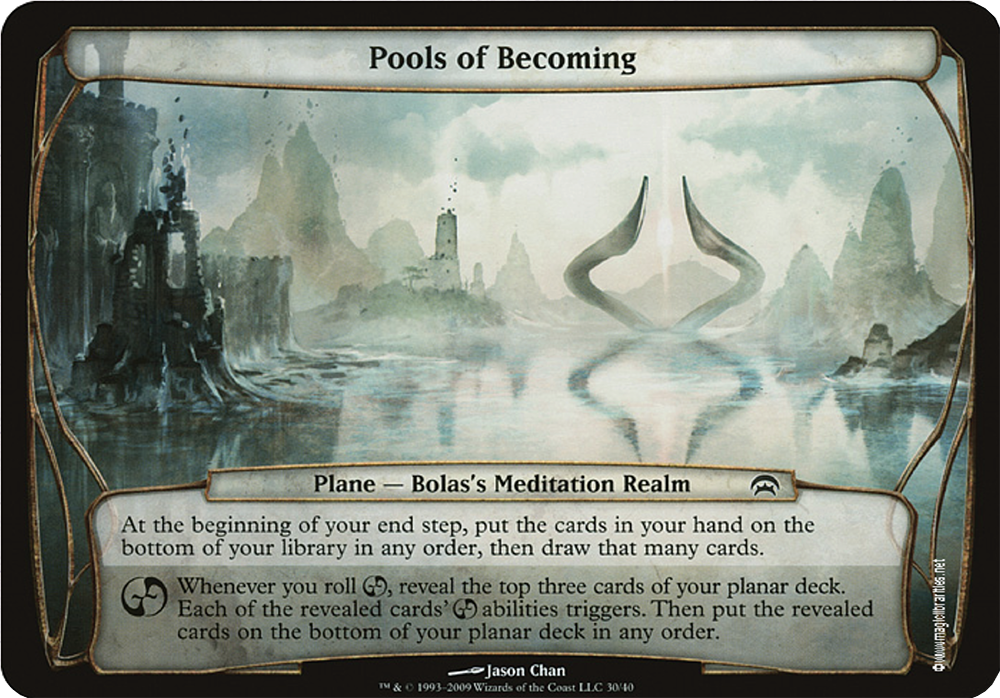 Pools of Becoming
Plane — Bolas's Meditation Realm
At the beginning of your end step, put the cards in your hand on the
bottom of your library in any order, then draw that many cards.
Whenever you roll , reveal the top three cards of your planar deck.
Each of the revealed cards' abilities triggers. Then put the revealed
cards on the bottom of your planar deck in any order.
Jason Chan
™ & © 1993–2009 Wizards of the Coast LLC 30/40
© www.magiclibrarities.net